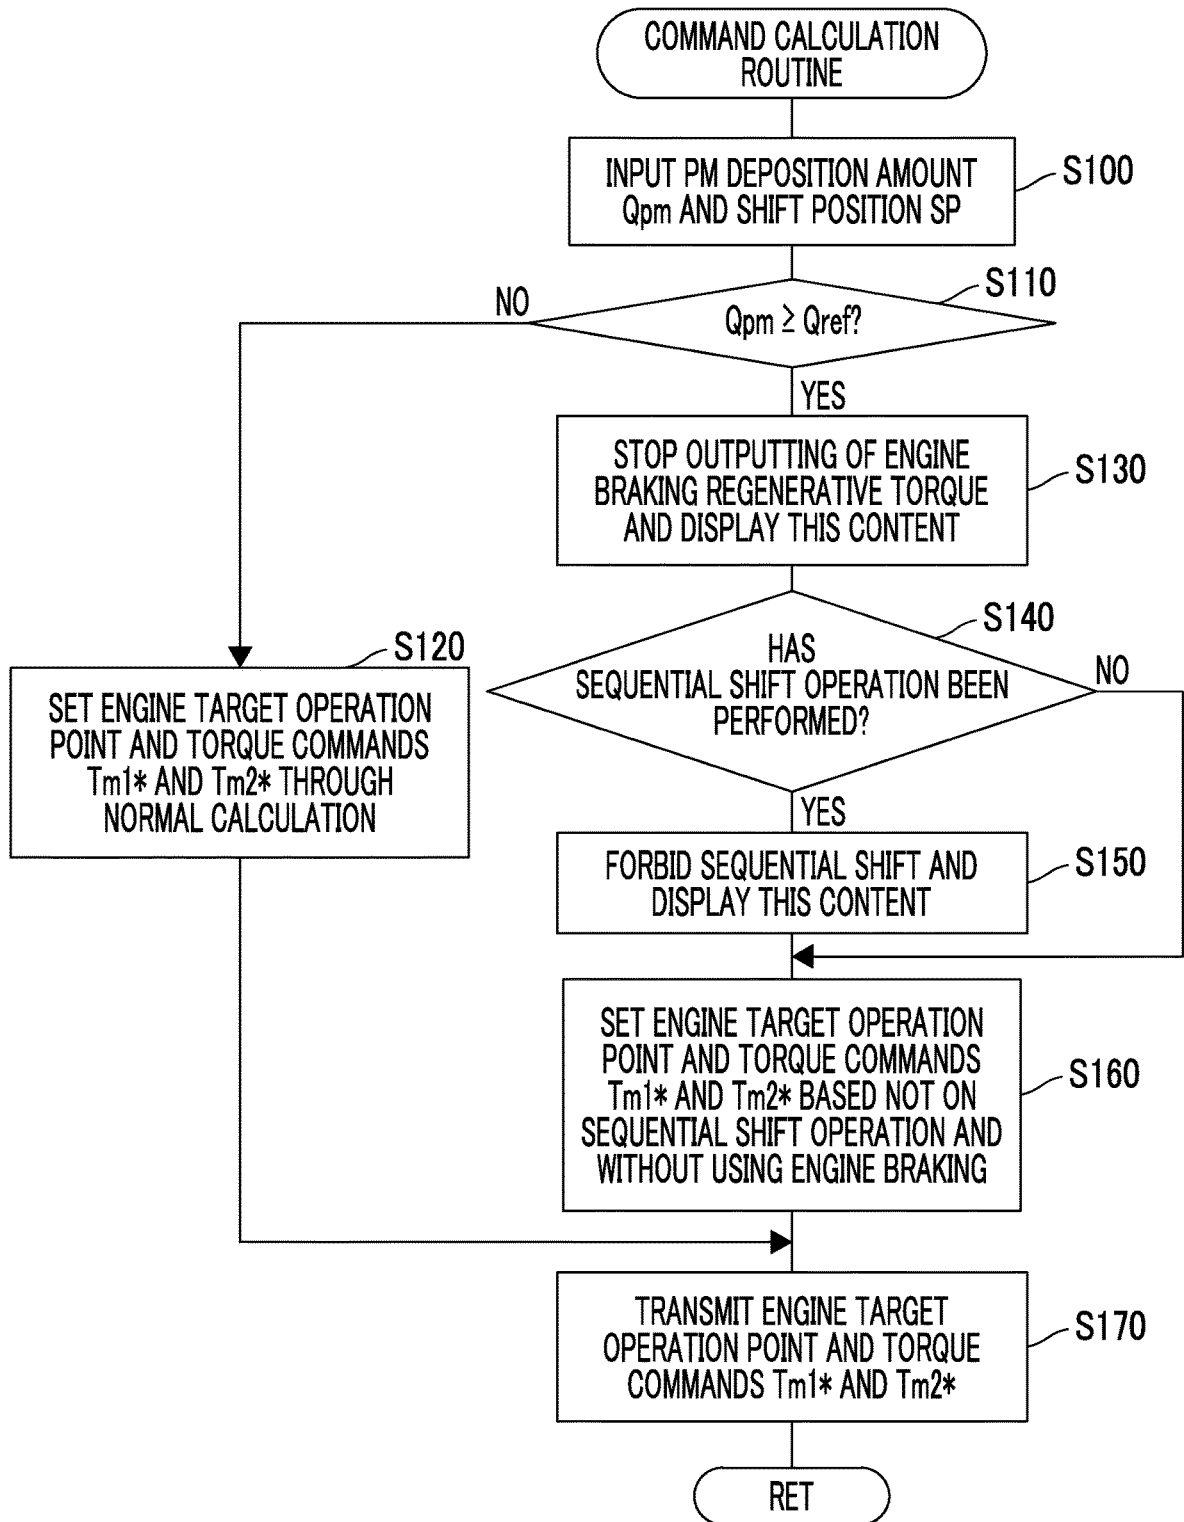 COMMAND CALCULATION
ROUTINE
INPUT PM DEPOSITION AMOUNT
Qpm AND SHIFT POSITION SP
S100
Qpm ≥ Qref?
S110
NO
YES
STOP OUTPUTTING OF ENGINE
BRAKING REGENERATIVE TORQUE
AND DISPLAY THIS CONTENT
S130
S120
SET ENGINE TARGET OPERATION
POINT AND TORQUE COMMANDS
Tm1* AND Tm2* THROUGH
NORMAL CALCULATION
HAS
SEQUENTIAL SHIFT OPERATION BEEN
PERFORMED?
S140
NO
YES
FORBID SEQUENTIAL SHIFT AND
DISPLAY THIS CONTENT
S150
SET ENGINE TARGET OPERATION
POINT AND TORQUE COMMANDS
Tm1* AND Tm2* BASED NOT ON
SEQUENTIAL SHIFT OPERATION AND
WITHOUT USING ENGINE BRAKING
S160
TRANSMIT ENGINE TARGET
OPERATION POINT AND TORQUE
COMMANDS Tm1* AND Tm2*
S170
RET